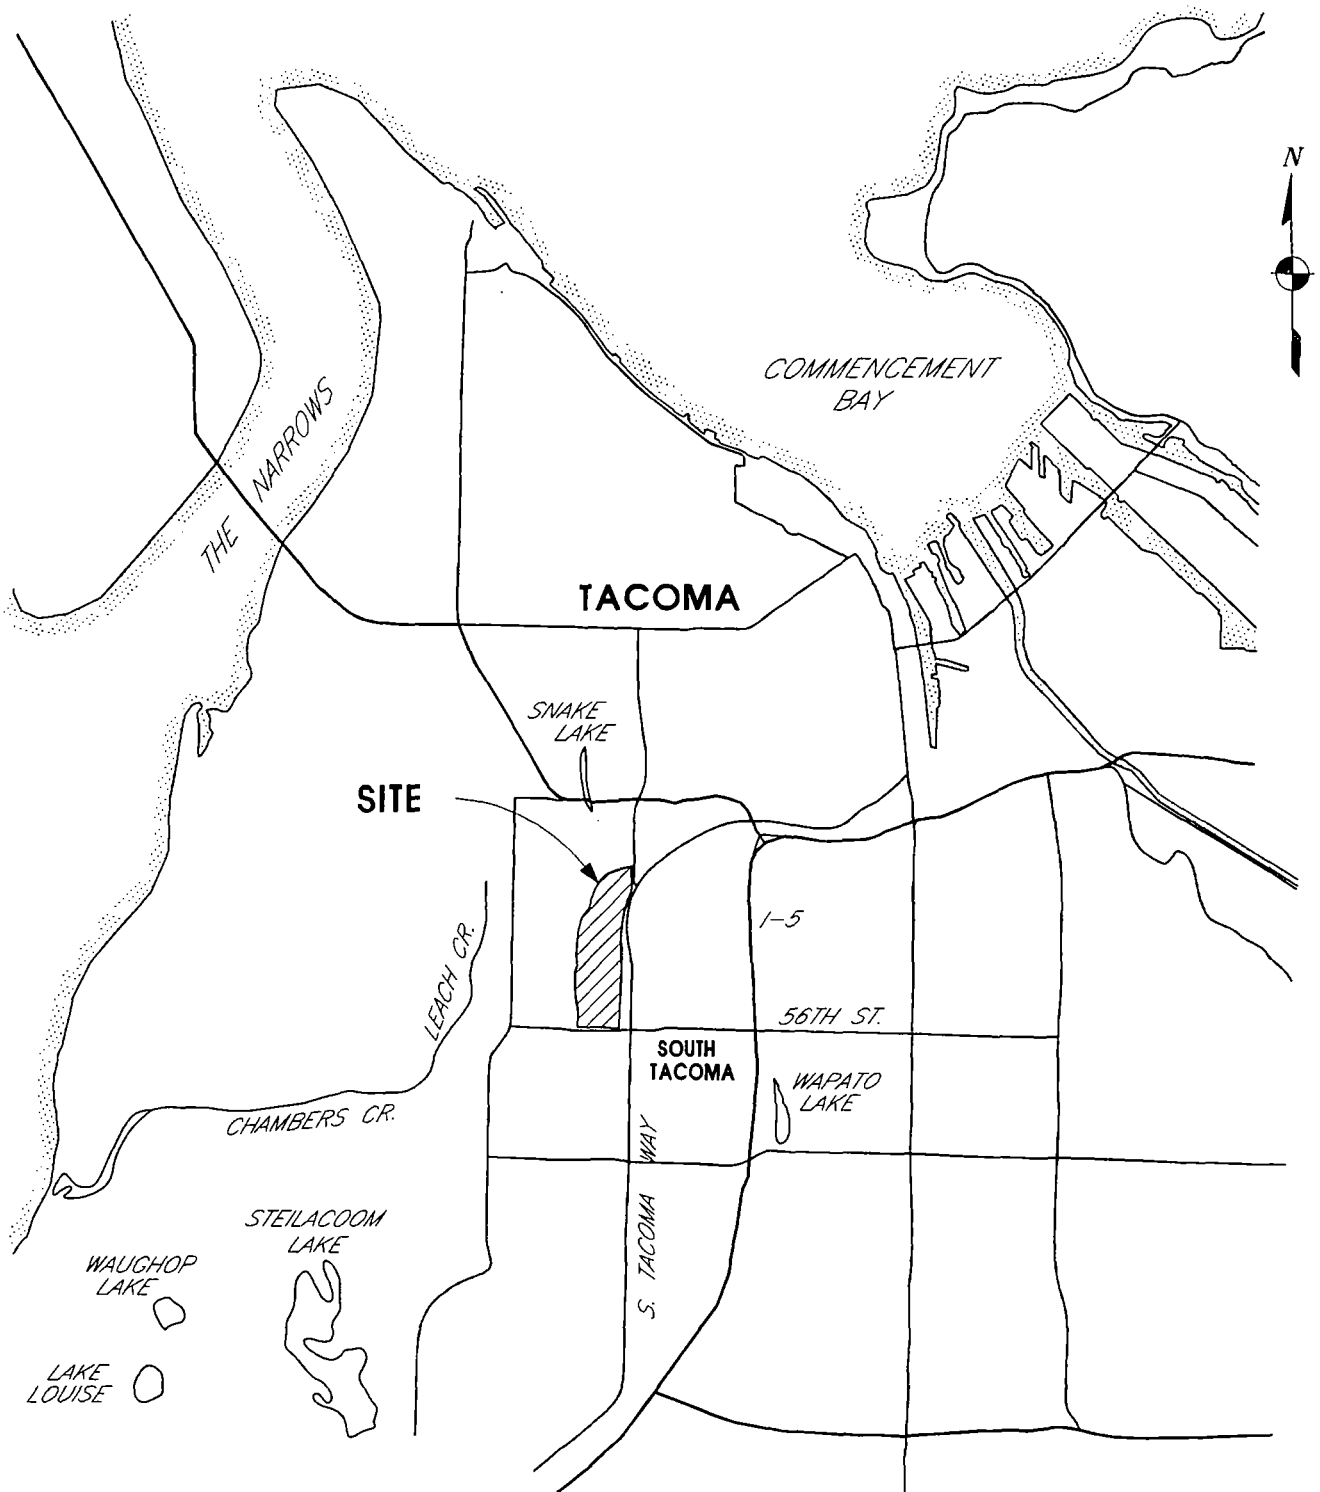 N
COMMENCEMENT
BAY
THE NARROWS
TACOMA
SNAKE
LAKE
SITE
I-5
LEACH CR.
56TH ST.
SOUTH
TACOMA
WAPATO
LAKE
CHAMBERS CR.
S. TACOMA WAY
STEILACOOM
LAKE
WAUGHOP
LAKE
LAKE
LOUISE